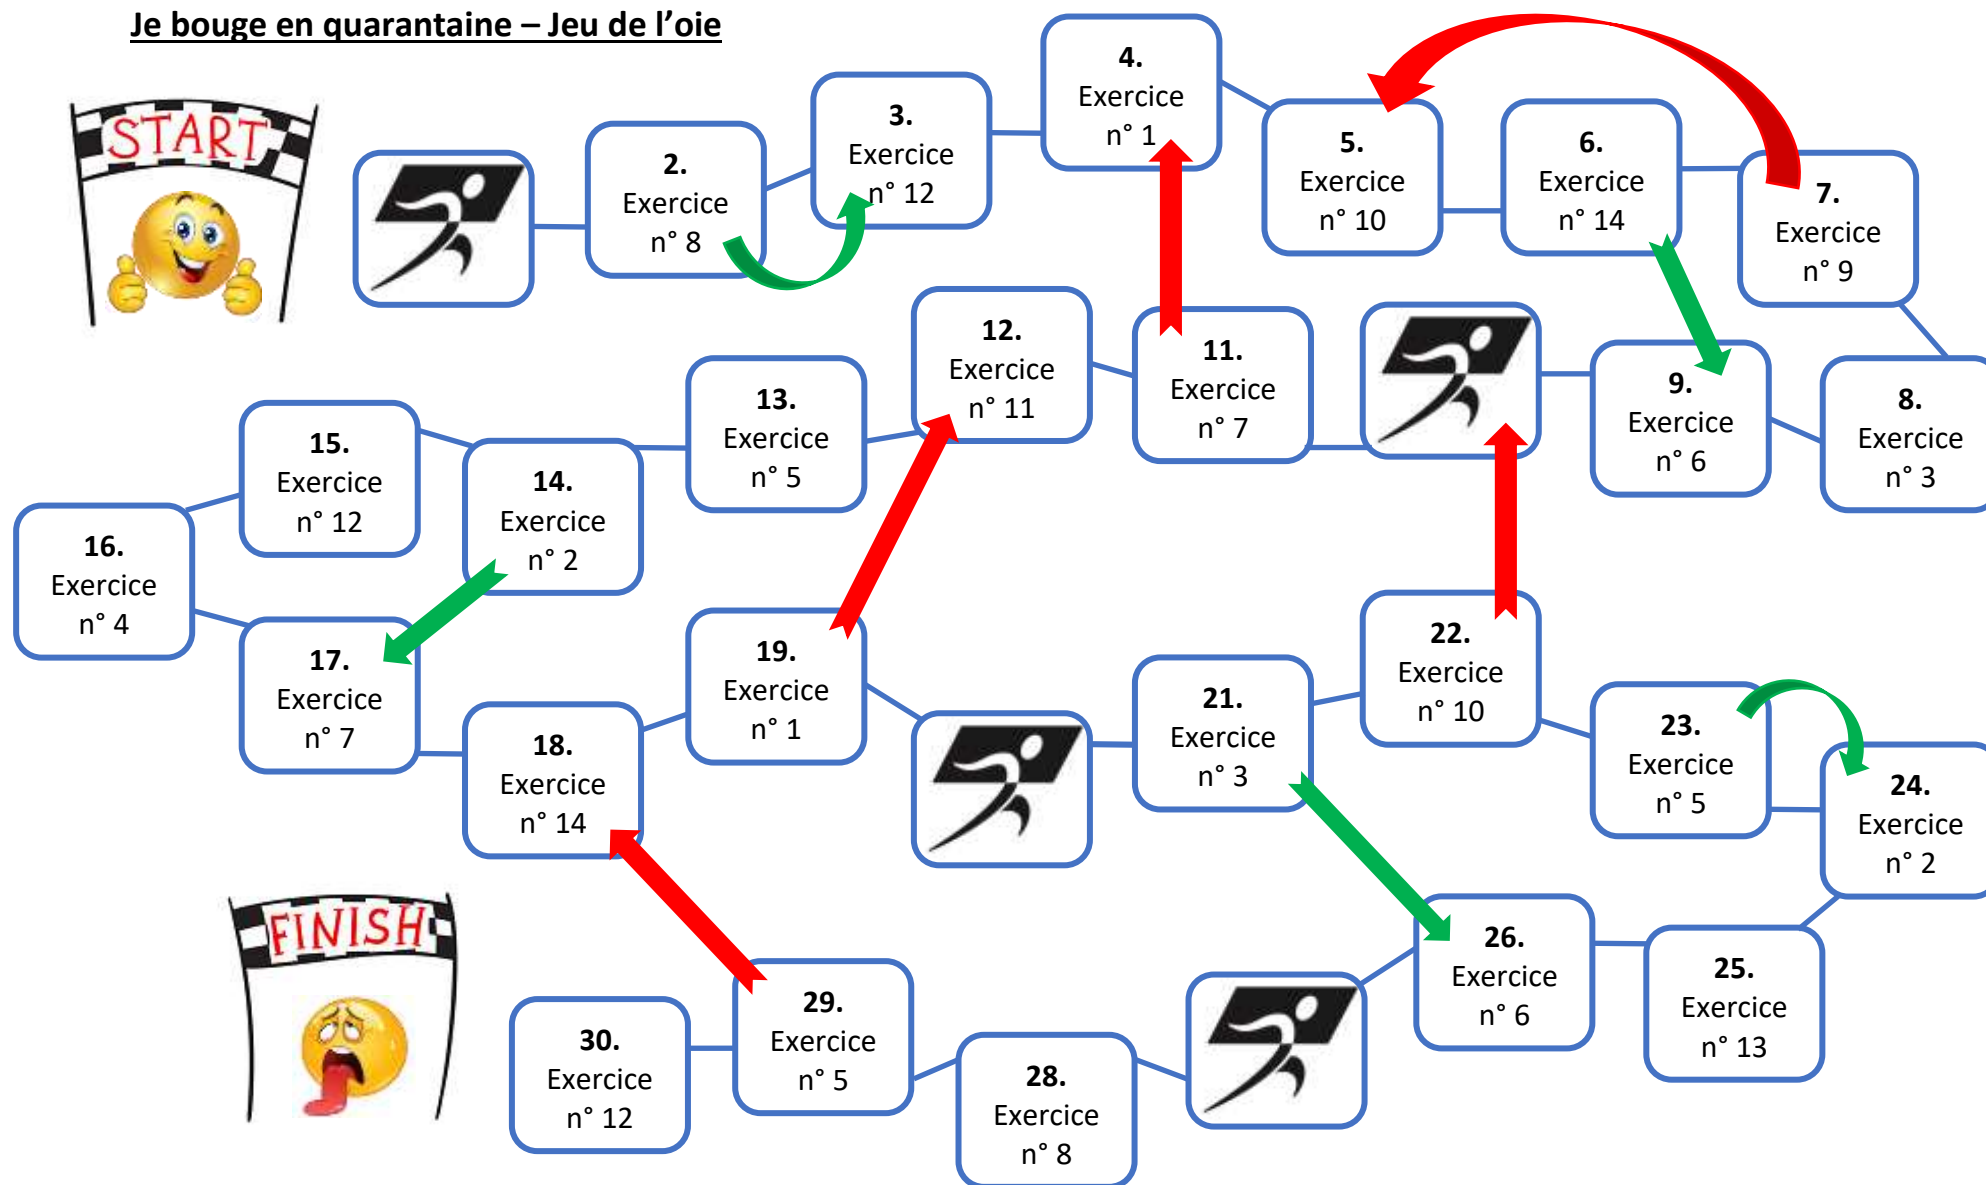 Je bouge en quarantaine – Jeu de l'oie
START
2.
Exercice
n° 8
3.
Exercice
n° 12
4.
Exercice
n° 1
5.
Exercice
n° 10
6.
Exercice
n° 14
7.
Exercice
n° 9
8.
Exercice
n° 3
9.
Exercice
n° 6
11.
Exercice
n° 7
12.
Exercice
n° 11
13.
Exercice
n° 5
14.
Exercice
n° 2
15.
Exercice
n° 12
16.
Exercice
n° 4
17.
Exercice
n° 7
18.
Exercice
n° 14
19.
Exercice
n° 1
21.
Exercice
n° 3
22.
Exercice
n° 10
23.
Exercice
n° 5
24.
Exercice
n° 2
25.
Exercice
n° 13
26.
Exercice
n° 6
28.
Exercice
n° 8
29.
Exercice
n° 5
30.
Exercice
n° 12
FINISH